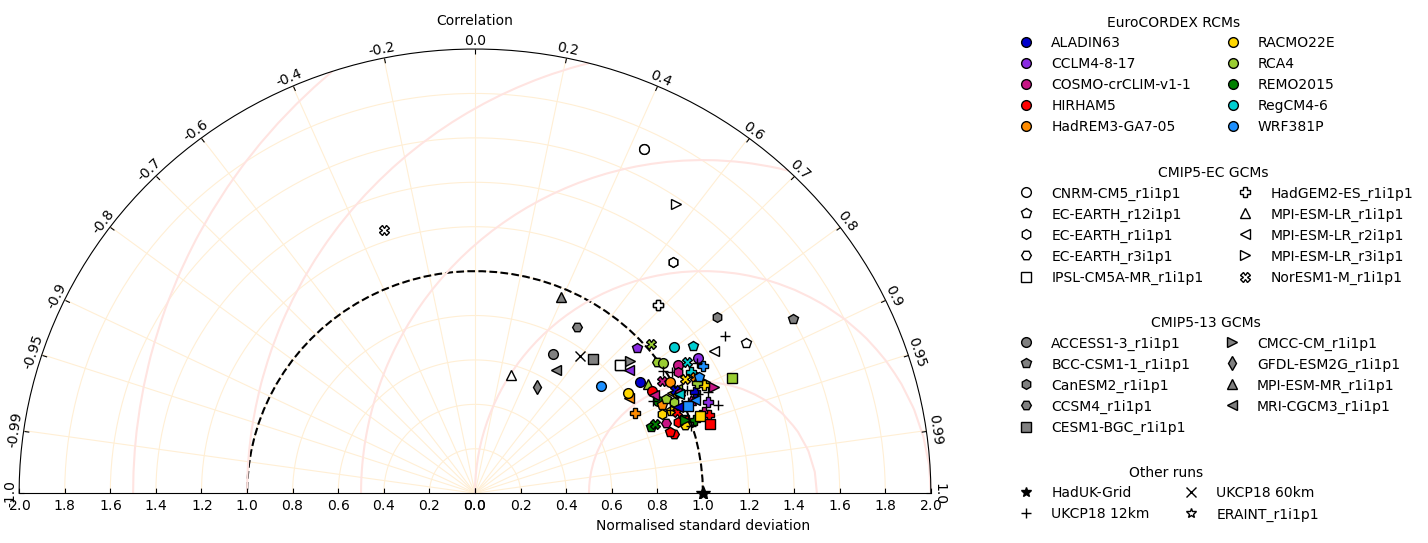 Correlation
-0.2 0.0 0.2
-0.4 0.4
-0.6 0.6
-0.7 0.7
-0.8 0.8
-0.9 0.9
-0.95 0.95
-0.99 0.99
1.0 1.0
2.0 1.8 1.6 1.4 1.2 1.0 0.8 0.6 0.4 0.2 0.0 0.2 0.4 0.6 0.8 1.0 1.2 1.4 1.6 1.8 2.0
Normalised standard deviation
EuroCORDEX RCMs
ALADIN63 RACMO22E
CCLM4-8-17 RCA4
COSMO-crCLIM-v1-1 REMO2015
HIRHAM5 RegCM4-6
HadREM3-GA7-05 WRF381P
CMIP5-EC GCMs
CNRM-CM5_r1i1p1 HadGEM2-ES_r1i1p1
EC-EARTH_r12i1p1 MPI-ESM-LR_r1i1p1
EC-EARTH_r1i1p1 MPI-ESM-LR_r2i1p1
EC-EARTH_r3i1p1 MPI-ESM-LR_r3i1p1
IPSL-CM5A-MR_r1i1p1 NorESM1-M_r1i1p1
CMIP5-13 GCMs
ACCESS1-3_r1i1p1 CMCC-CM_r1i1p1
BCC-CSM1-1_r1i1p1 GFDL-ESM2G_r1i1p1
CanESM2_r1i1p1 MPI-ESM-MR_r1i1p1
CCSM4_r1i1p1 MRI-CGCM3_r1i1p1
CESM1-BGC_r1i1p1
Other runs
HadUK-Grid UKCP18 60km
UKCP18 12km ERAINT_r1i1p1